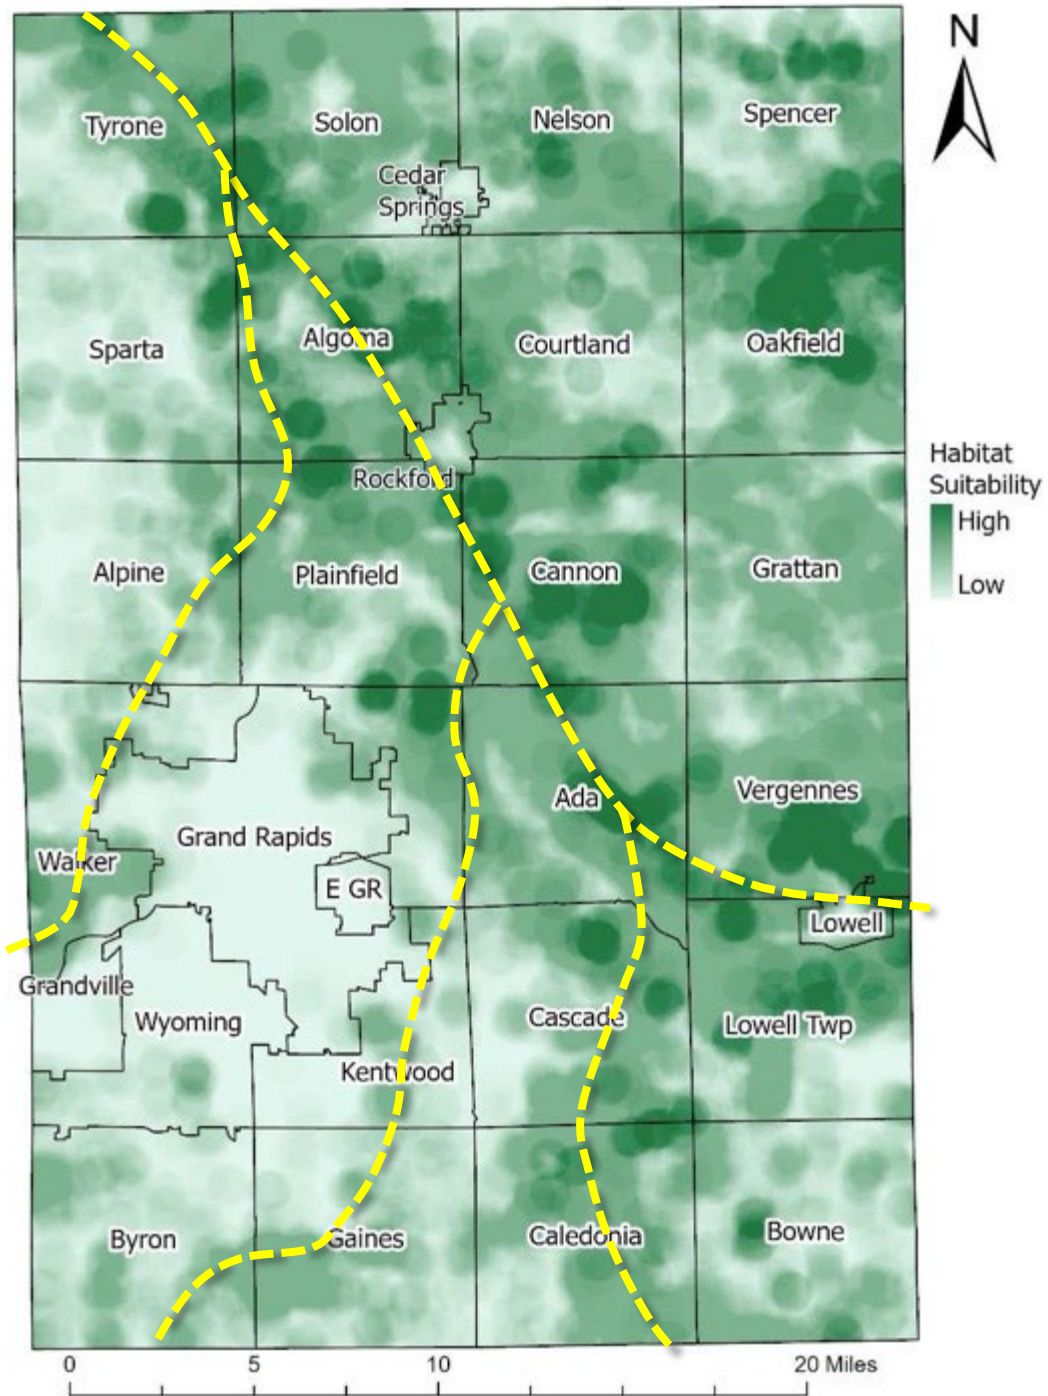 N
Tyrone
Solon
Nelson
Spencer
Cedar
Springs
Sparta
Algoma
Courtland
Oakfield
Rockford
Habitat
Suitability
High
Low
Alpine
Plainfield
Cannon
Grattan
Ada
Vergennes
Grand Rapids
Walker
E GR
Lowell
Grandville
Wyoming
Cascade
Lowell Twp
Kentwood
Byron
Gaines
Caledonia
Bowne
0 5 10 20 Miles